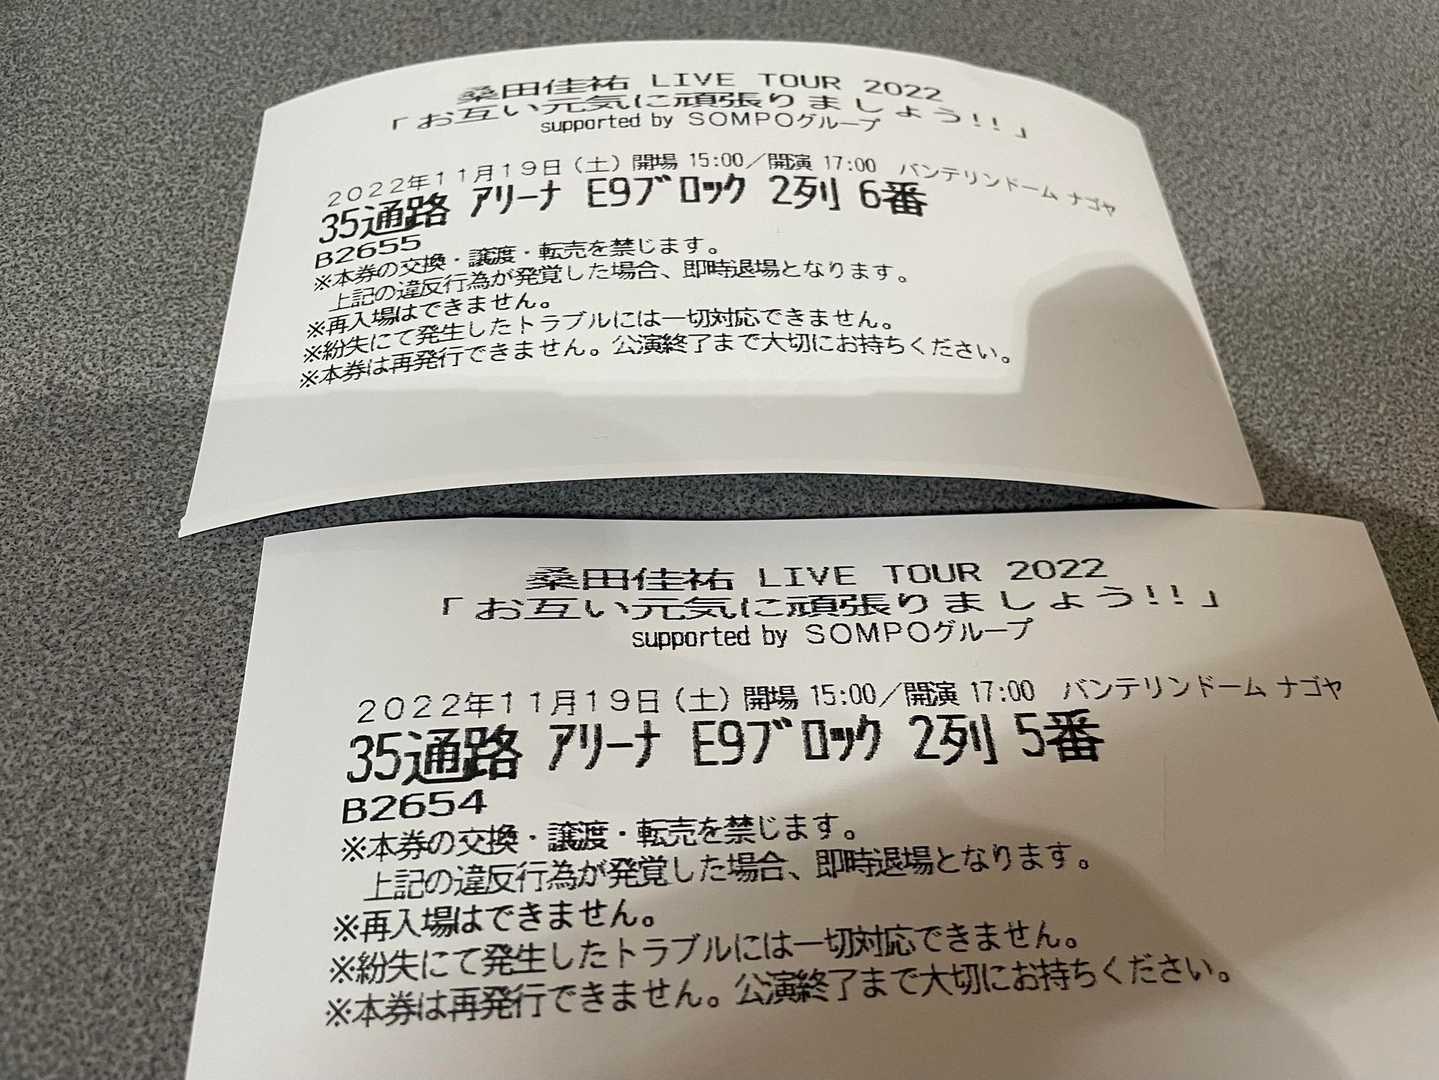 桑田佳祐 LIVE TOUR 2022
「お互い元気に頑張りましょう!!」
supported by SOMPOグループ
2022年11月19日（土）開場 15:00／開演 17:00 バンテリンドーム ナゴヤ
35通路 アリーナ E9ブロック 2列 6番
B2655
※本券の交換・譲渡・転売を禁じます。
上記の違反行為が発覚した場合、即時退場となります。
※再入場はできません。
※紛失にて発生したトラブルには一切対応できません。
※本券は再発行できません。公演終了まで大切にお持ちください。
桑田佳祐 LIVE TOUR 2022
「お互い元気に頑張りましょう!!」
supported by SOMPOグループ
2022年11月19日（土）開場 15:00／開演 17:00 バンテリンドーム ナゴヤ
35通路 アリーナ E9ブロック 2列 5番
B2654
※本券の交換・譲渡・転売を禁じます。
上記の違反行為が発覚した場合、即時退場となります。
※再入場はできません。
※紛失にて発生したトラブルには一切対応できません。
※本券は再発行できません。公演終了まで大切にお持ちください。